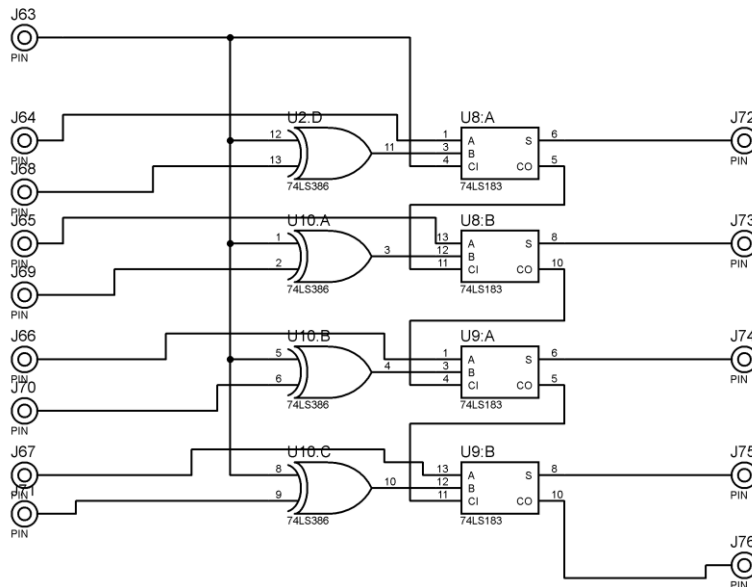 J63
PIN
J64
PIN
J68
PIN
J65
PIN
J69
PIN
J66
PIN
J70
PIN
J67
PIN
J71
PIN
U2:D
12
13
11
74LS386
U10:A
1
2
3
74LS386
U10:B
5
6
4
74LS386
U10:C
8
9
10
74LS386
U8:A
1 A S 6
3 B
4 CI CO 5
74LS183
U8:B
13 A S 8
12 B
11 CI CO 10
74LS183
U9:A
1 A S 6
3 B
4 CI CO 5
74LS183
U9:B
13 A S 8
12 B
11 CI CO 10
74LS183
J72
PIN
J73
PIN
J74
PIN
J75
PIN
J76
PIN